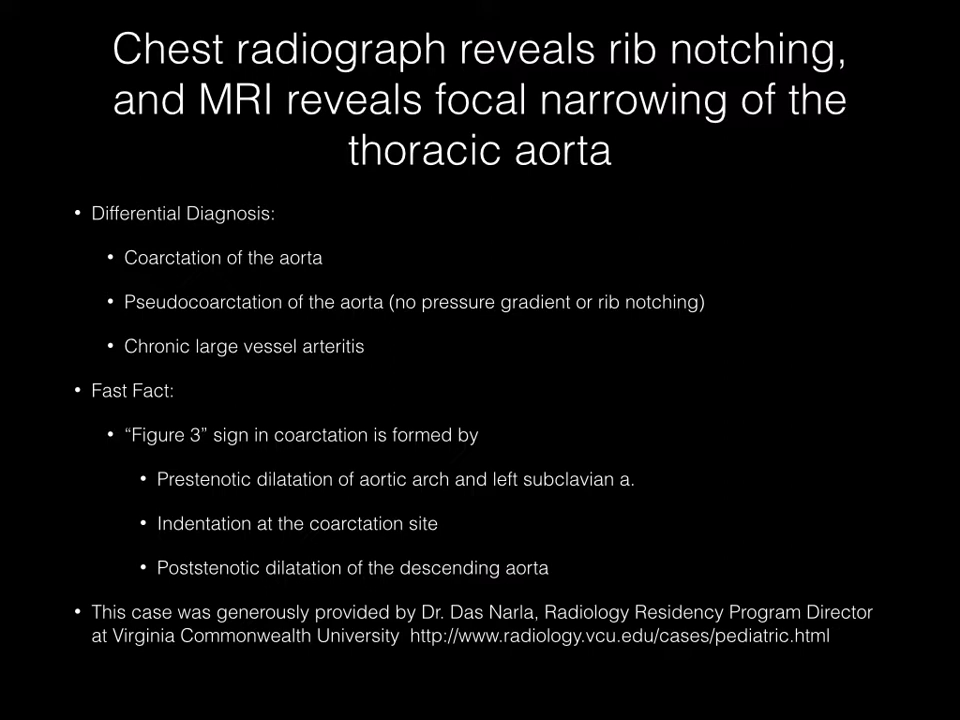 Chest radiograph reveals rib notching,
and MRI reveals focal narrowing of the
thoracic aorta
• Differential Diagnosis:
• Coarctation of the aorta
• Pseudocoarctation of the aorta (no pressure gradient or rib notching)
• Chronic large vessel arteritis
• Fast Fact:
• “Figure 3” sign in coarctation is formed by
• Prestenotic dilatation of aortic arch and left subclavian a.
• Indentation at the coarctation site
• Poststenotic dilatation of the descending aorta
• This case was generously provided by Dr. Das Narla, Radiology Residency Program Director
at Virginia Commonwealth University http://www.radiology.vcu.edu/cases/pediatric.html